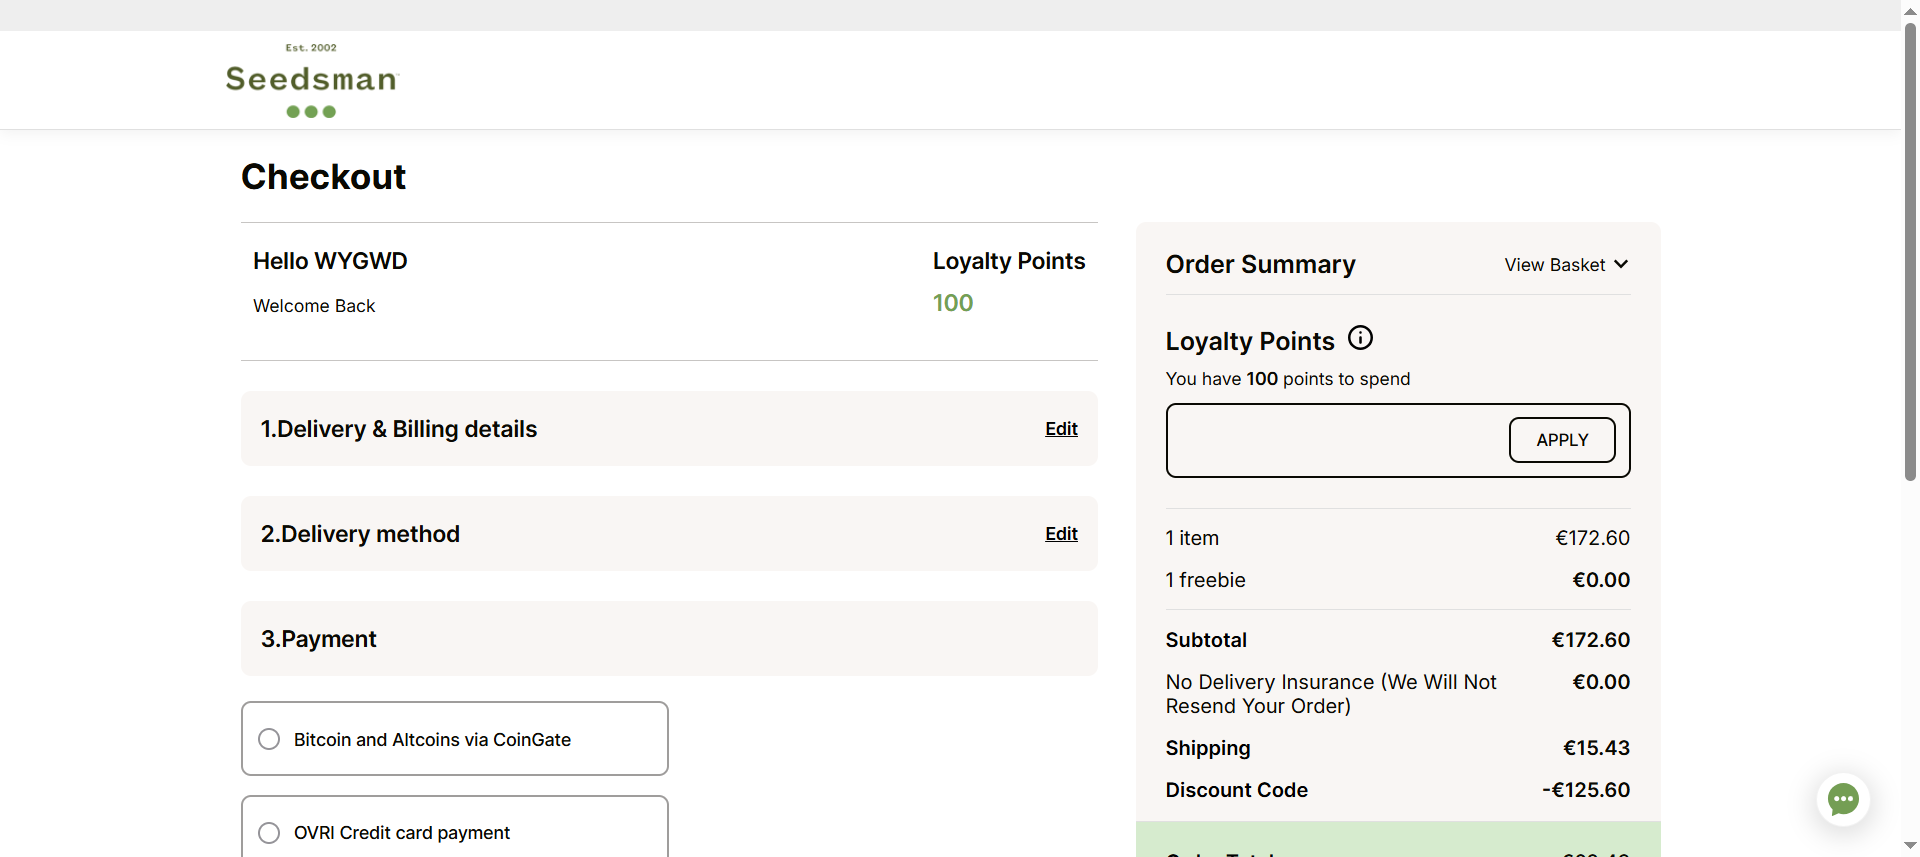 Est. 2002
Seedsman
Checkout
Hello WYGWD
Welcome Back
Loyalty Points
100
1.Delivery & Billing details
Edit
2.Delivery method
Edit
3.Payment
Bitcoin and Altcoins via CoinGate
OVRI Credit card payment
Order Summary
View Basket
Loyalty Points
You have 100 points to spend
APPLY
1 item €172.60
1 freebie €0.00
Subtotal €172.60
No Delivery Insurance (We Will Not €0.00
Resend Your Order)
Shipping €15.43
Discount Code -€125.60